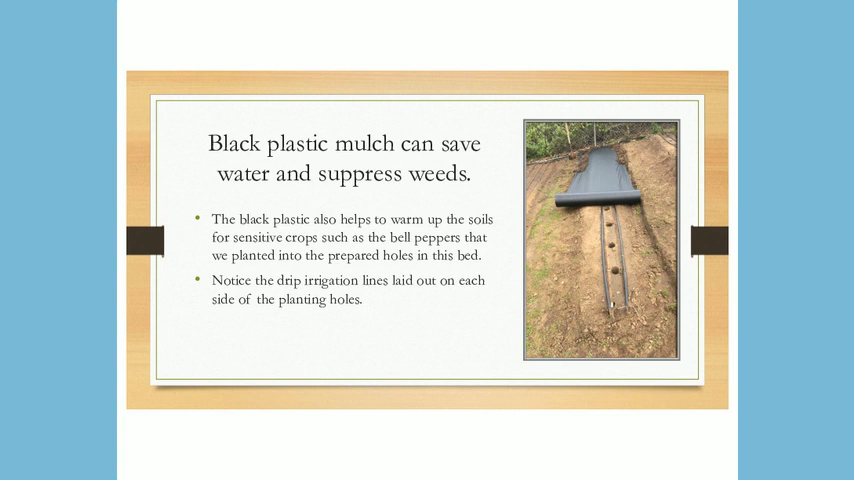 Black plastic mulch can save
water and suppress weeds.
• The black plastic also helps to warm up the soils
for sensitive crops such as the bell peppers that
we planted into the prepared holes in this bed.
• Notice the drip irrigation lines laid out on each
side of the planting holes.